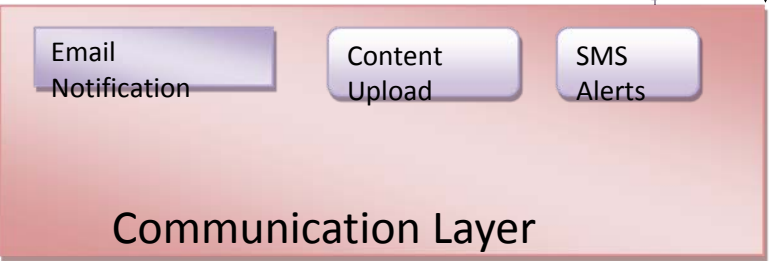 Email
Notification
Content
Upload
SMS
Alerts
Communication Layer